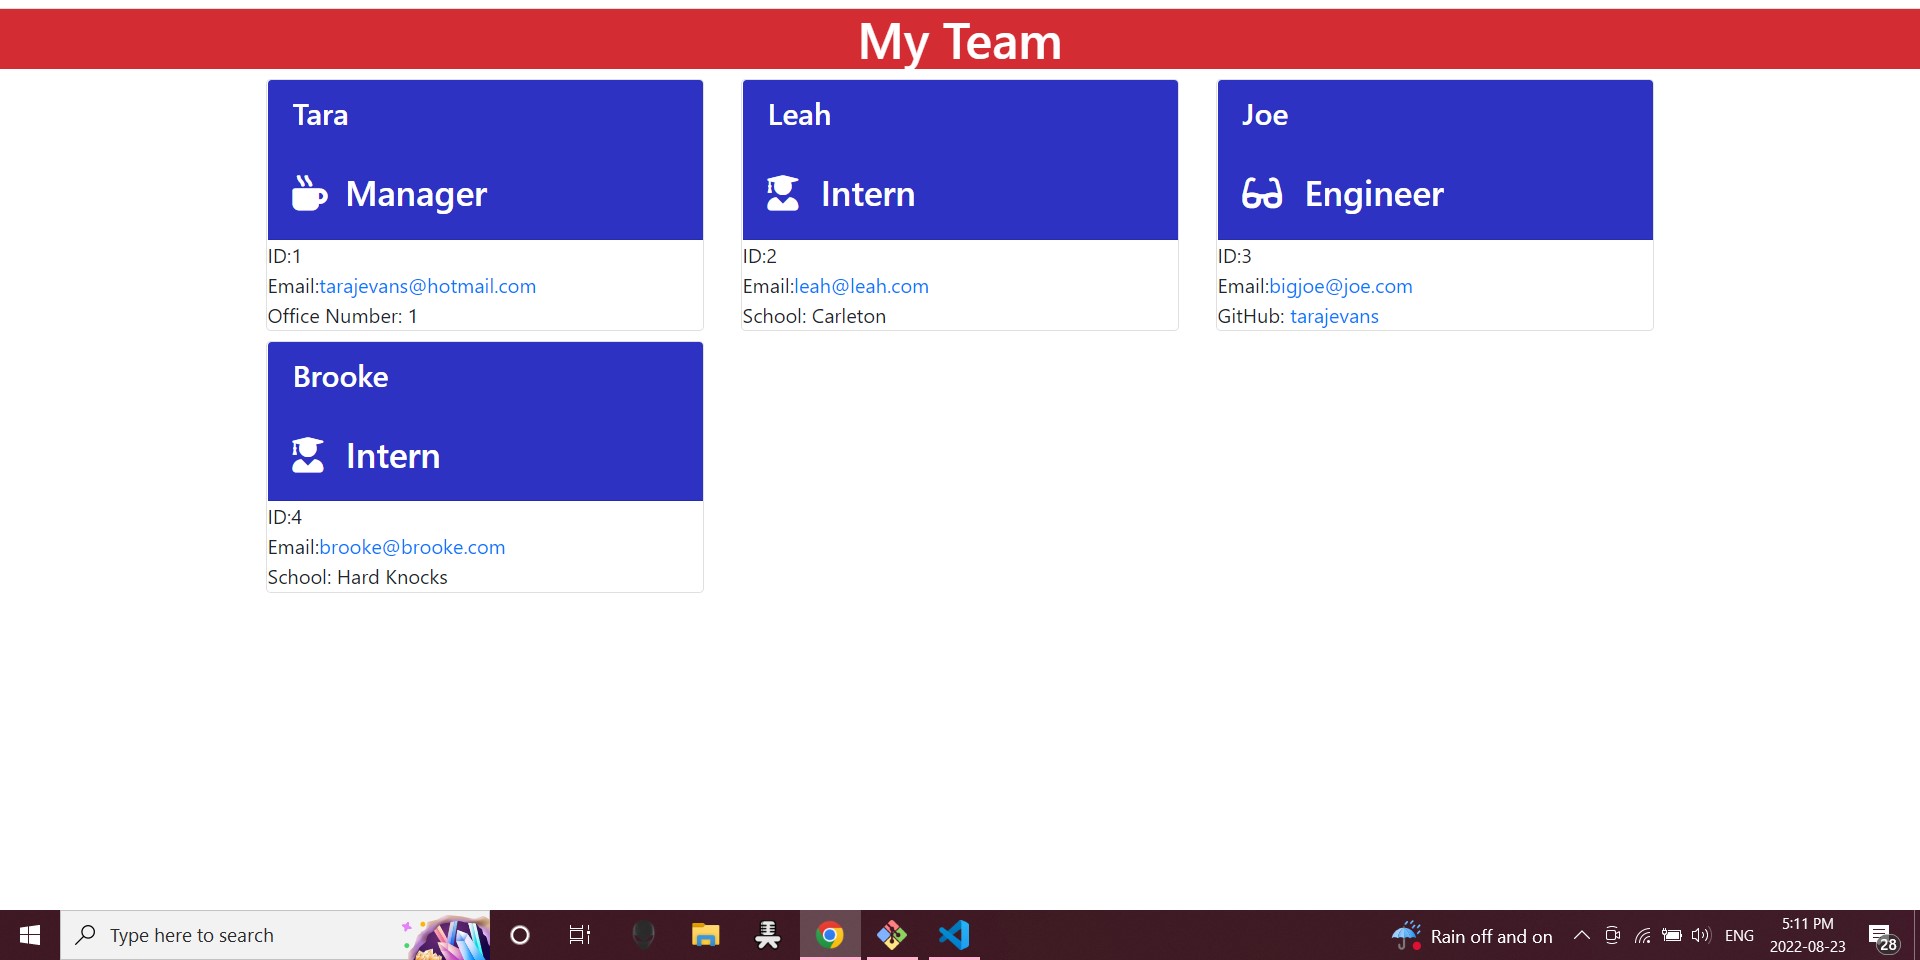 My Team
Tara
Manager
ID:1
Email:tarajevans@hotmail.com
Office Number: 1
Leah
Intern
ID:2
Email:leah@leah.com
School: Carleton
Joe
Engineer
ID:3
Email:bigjoe@joe.com
GitHub: tarajevans
Brooke
Intern
ID:4
Email:brooke@brooke.com
School: Hard Knocks
Type here to search
Rain off and on
ENG
5:11 PM
2022-08-23
28